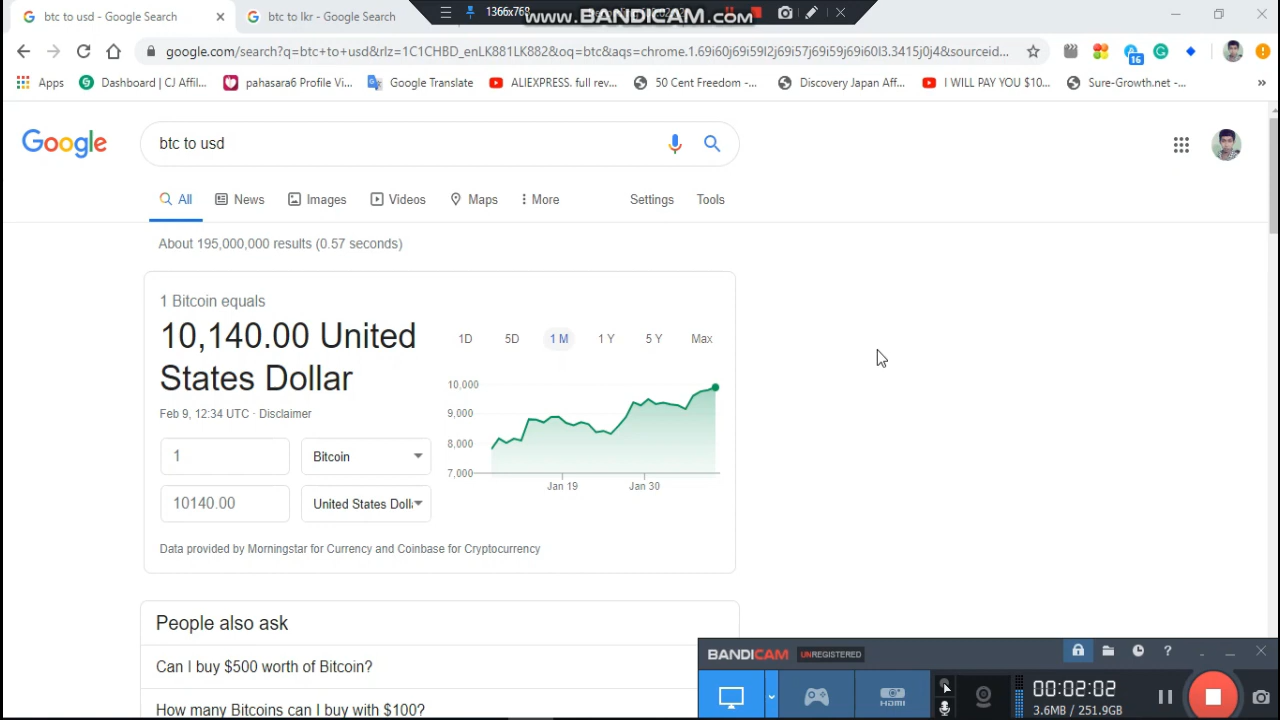 btc to usd - Google Search
btc to lkr - Google Search
1366x768
www.BANDICAM.com
google.com/search?q=btc+to+usd&rlz=1C1CHBD_enLK881LK882&oq=btc&aqs=chrome.1.69i60j69i59l2j69i57j69i59j69i60l3.3415j0j4&sourceid...
16
Apps
Dashboard | CJ Affil...
pahasara6 Profile Vi...
Google Translate
ALIEXPRESS. full rev...
50 Cent Freedom -...
Discovery Japan Aff...
I WILL PAY YOU $10...
Sure-Growth.net -...
»
Google
btc to usd
All
News
Images
Videos
Maps
More
Settings
Tools
About 195,000,000 results (0.57 seconds)
1 Bitcoin equals
10,140.00 United
States Dollar
Feb 9, 12:34 UTC · Disclaimer
1D
5D
1 M
1 Y
5 Y
Max
10,000
9,000
8,000
7,000
Jan 19
Jan 30
1
Bitcoin
10140.00
United States Doll
Data provided by Morningstar for Currency and Coinbase for Cryptocurrency
People also ask
Can I buy $500 worth of Bitcoin?
How many Bitcoins can I buy with $100?
BANDICAM
UNREGISTERED
?
HDMI
00:02:02
3.6MB / 251.9GB